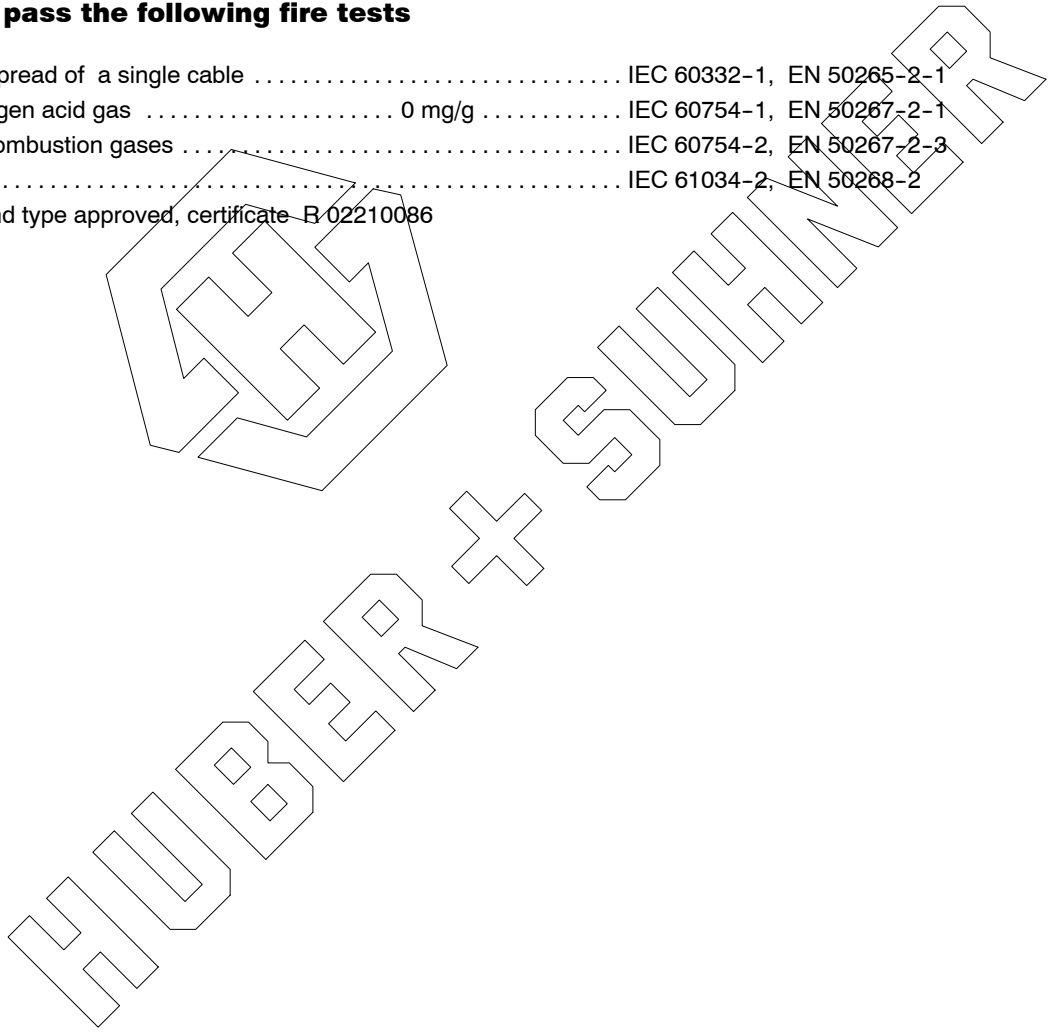 pass the following fire tests
pread of a single cable .............................. IEC 60332-1, EN 50265-2-1
gen acid gas ..................... 0 mg/g ............ IEC 60754-1, EN 50267-2-1
ombustion gases .................................... IEC 60754-2, EN 50267-2-3
................................................... IEC 61034-2, EN 50268-2
d type approved, certificate R 02210086
HUBER + SUHNER